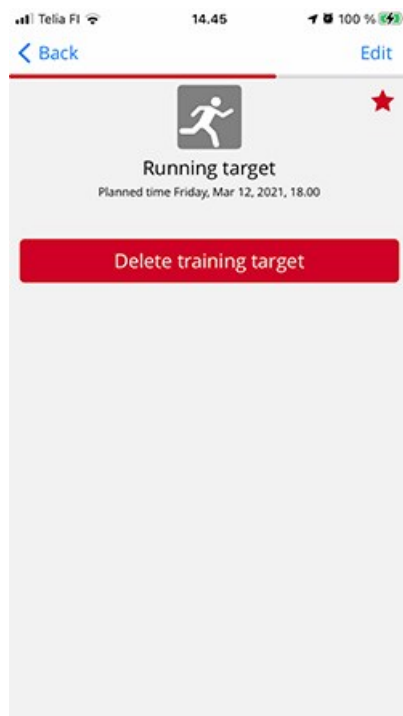 Telia FI 14.45 100 %
Back Edit
Running target
Planned time Friday, Mar 12, 2021, 18.00
Delete training target